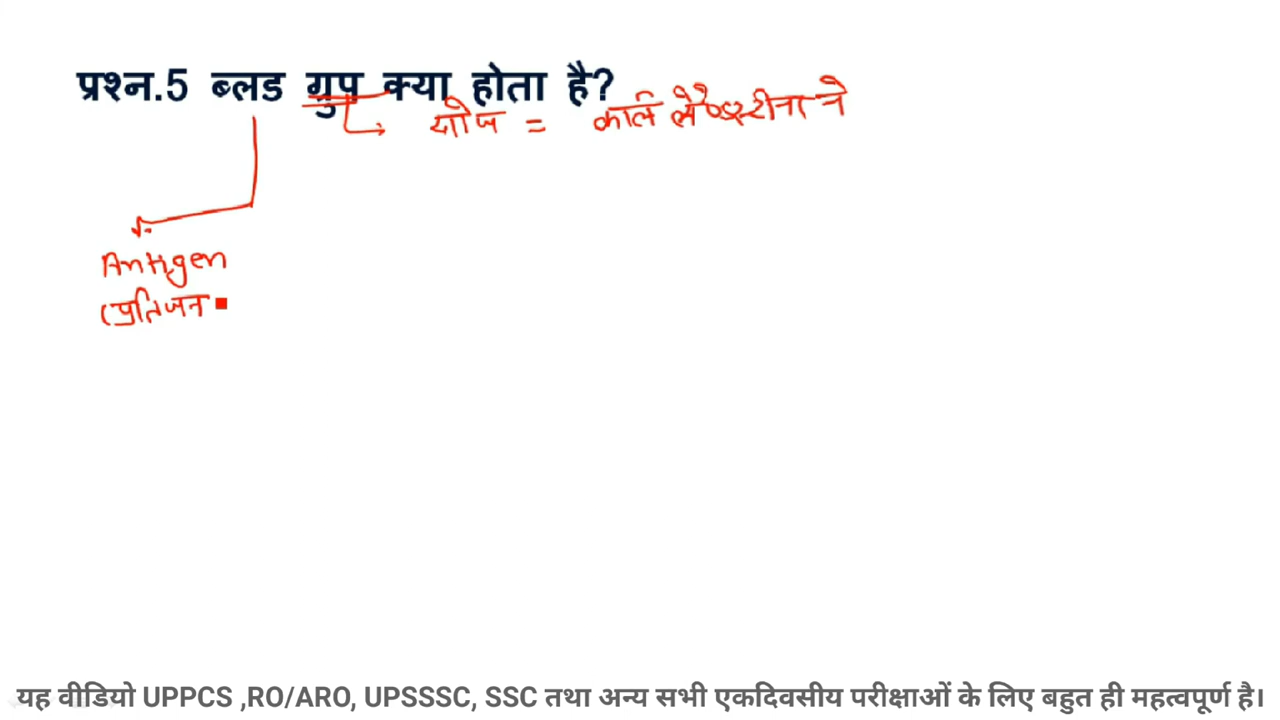 प्रश्न.5 ब्लड ग्रुप क्या होता है?
खोज = कार्ल लैण्डस्टीनर ने
Antigen
(प्रतिजन
यह वीडियो UPPCS ,RO/ARO, UPSSSC, SSC तथा अन्य सभी एकदिवसीय परीक्षाओं के लिए बहुत ही महत्वपूर्ण है।